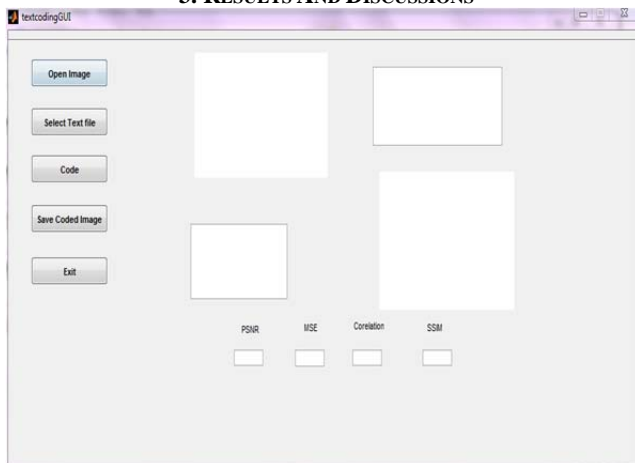 5. RESULTS AND DISCUSSIONS
textcodingGUI
Open Image
Select Text file
Code
Save Coded Image
Exit
PSNR MSE Corelation SSIM